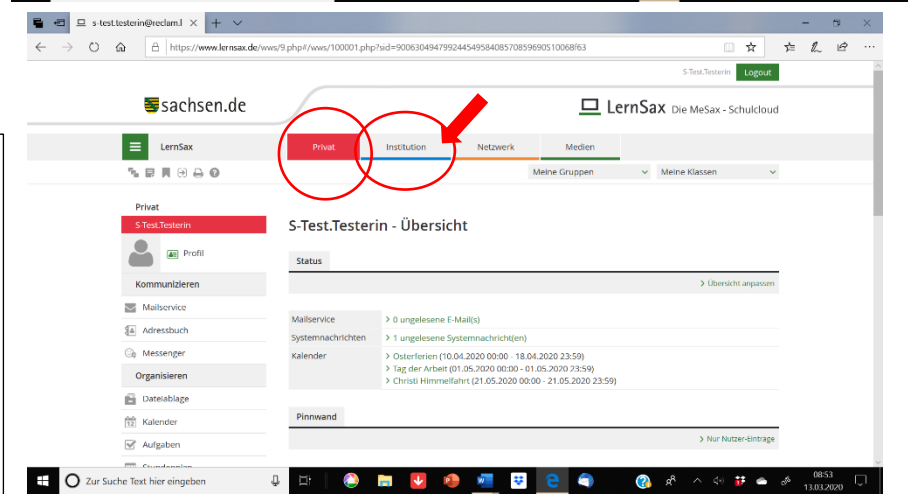 s-test.testerin@reclam.l
https://www.lernsax.de/wws/9.php#/wws/100001.php?sid=90063049479924454958408570859690510068f63
S-Test.Testerin Logout
sachsen.de
LernSax Die MeSax - Schulcloud
LernSax Privat Institution Netzwerk Medien
Meine Gruppen Meine Klassen
Privat
S-Test.Testerin
S-Test.Testerin - Übersicht
Profil
Status
Kommunizieren
> Übersicht anpassen
Mailservice
Mailservice > 0 ungelesene E-Mail(s)
Adressbuch
Systemnachrichten > 1 ungelesene Systemnachricht(en)
Messenger
Kalender > Osterferien (10.04.2020 00:00 - 18.04.2020 23:59)
> Tag der Arbeit (01.05.2020 00:00 - 01.05.2020 23:59)
Organisieren
> Christi Himmelfahrt (21.05.2020 00:00 - 21.05.2020 23:59)
Dateiablage
Pinnwand
Kalender
> Nur Nutzer-Einträge
Aufgaben
Zur Suche Text hier eingeben
08:53
13.03.2020